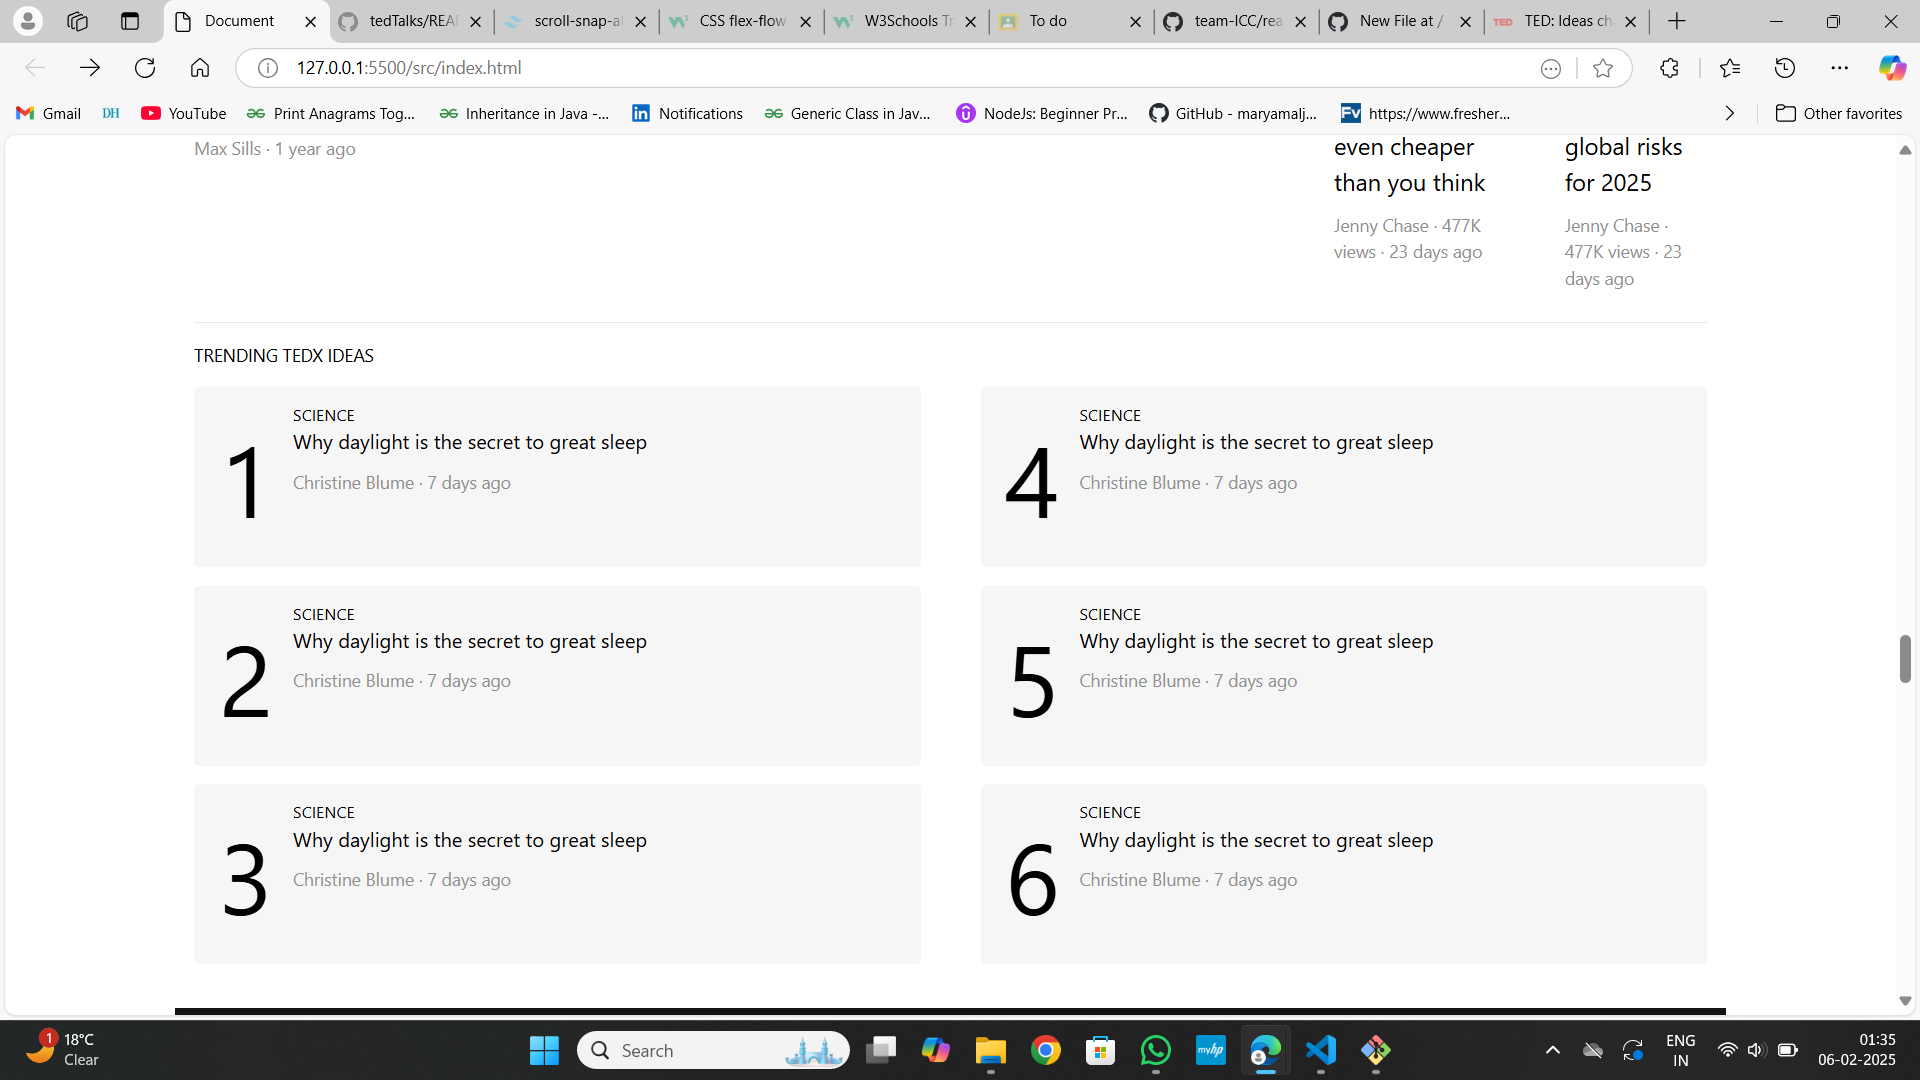 Document
tedTalks/REA
scroll-snap-al
CSS flex-flow
W3Schools Tr
To do
team-ICC/rea
New File at /
TED TED: Ideas ch
127.0.0.1:5500/src/index.html
Gmail
DH
YouTube
Print Anagrams Tog...
Inheritance in Java -...
Notifications
Generic Class in Jav...
NodeJs: Beginner Pr...
GitHub - maryamalj...
Fv https://www.fresher...
Other favorites
Max Sills · 1 year ago
even cheaper
than you think
Jenny Chase · 477K
views · 23 days ago
global risks
for 2025
Jenny Chase ·
477K views · 23
days ago
TRENDING TEDX IDEAS
1
SCIENCE
Why daylight is the secret to great sleep
Christine Blume · 7 days ago
4
SCIENCE
Why daylight is the secret to great sleep
Christine Blume · 7 days ago
2
SCIENCE
Why daylight is the secret to great sleep
Christine Blume · 7 days ago
5
SCIENCE
Why daylight is the secret to great sleep
Christine Blume · 7 days ago
3
SCIENCE
Why daylight is the secret to great sleep
Christine Blume · 7 days ago
6
SCIENCE
Why daylight is the secret to great sleep
Christine Blume · 7 days ago
1
18°C
Clear
Search
myhp
ENG
IN
01:35
06-02-2025